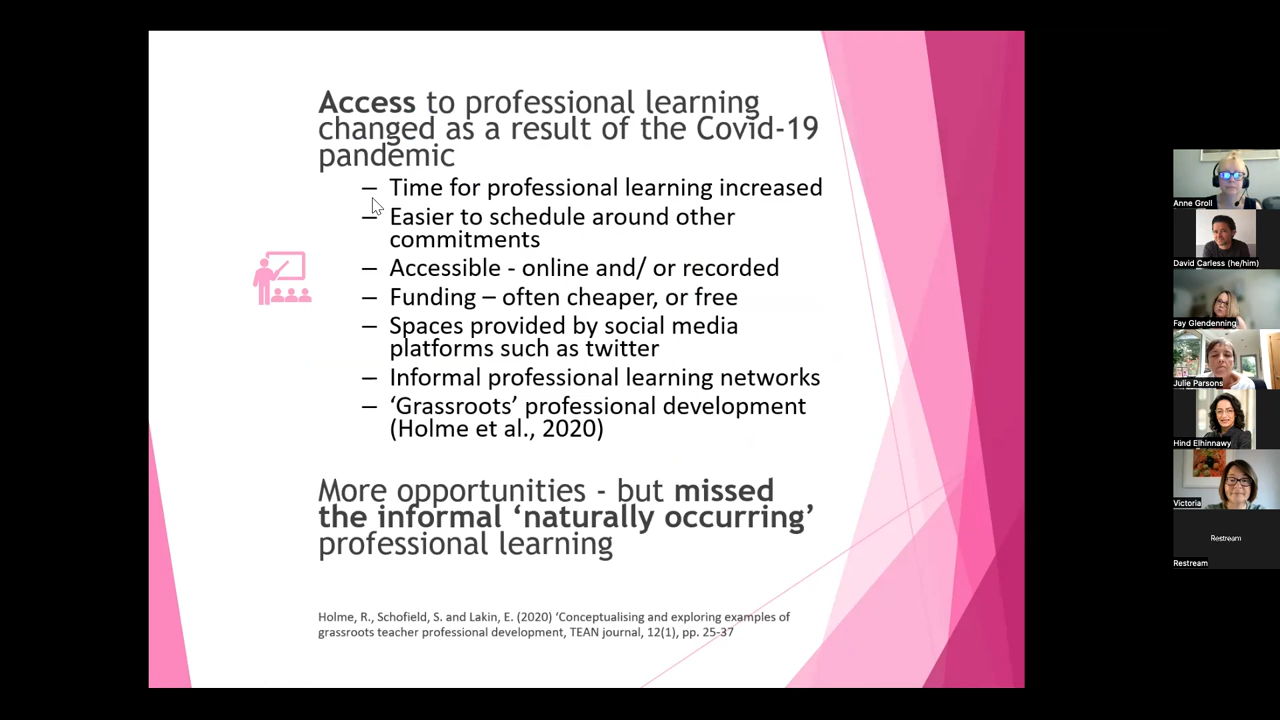 Access to professional learning
changed as a result of the Covid-19
pandemic
– Time for professional learning increased
– Easier to schedule around other
commitments
– Accessible - online and/ or recorded
– Funding – often cheaper, or free
– Spaces provided by social media
platforms such as twitter
– Informal professional learning networks
– ‘Grassroots’ professional development
(Holme et al., 2020)
More opportunities - but missed
the informal ‘naturally occurring’
professional learning
Holme, R., Schofield, S. and Lakin, E. (2020) ‘Conceptualising and exploring examples of
grassroots teacher professional development, TEAN journal, 12(1), pp. 25-37
Anne Groll
David Carless (he/him)
Fay Glendenning
Julie Parsons
Hind Elhinnawy
Victoria
Restream
Restream